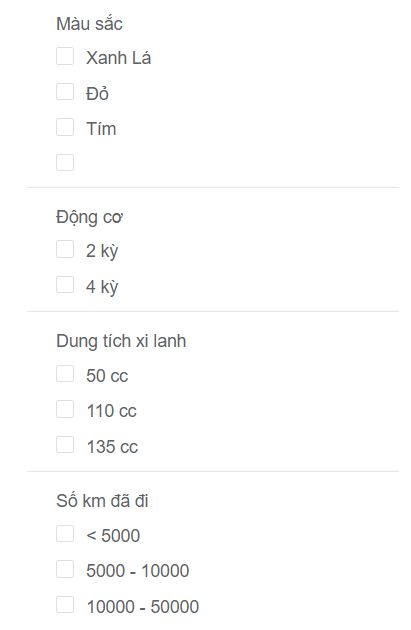 Màu sắc
Xanh Lá
Đỏ
Tím
Động cơ
2 kỳ
4 kỳ
Dung tích xi lanh
50 cc
110 cc
135 cc
Số km đã đi
< 5000
5000 - 10000
10000 - 50000